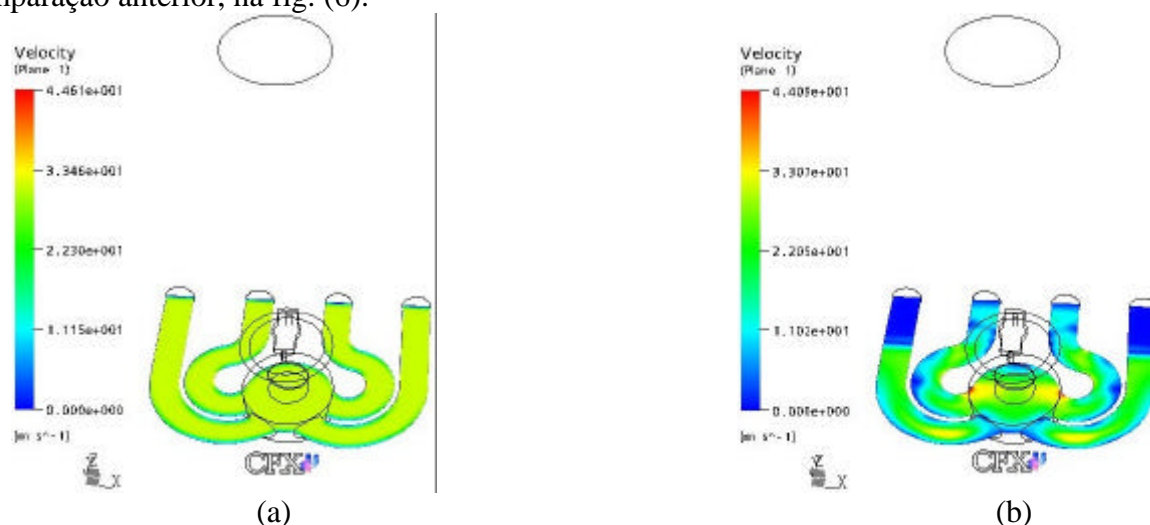 mparação anterior, na fig. (6).
Velocity
(Plane 1)
4.461e+001
3.346e+001
2.230e+001
1.115e+001
0.000e+000
[m s^-1]
Z
X
CFX
(a)
Velocity
(Plane 1)
4.409e+001
3.307e+001
2.205e+001
1.102e+001
0.000e+000
[m s^-1]
Z
X
CFX
(b)